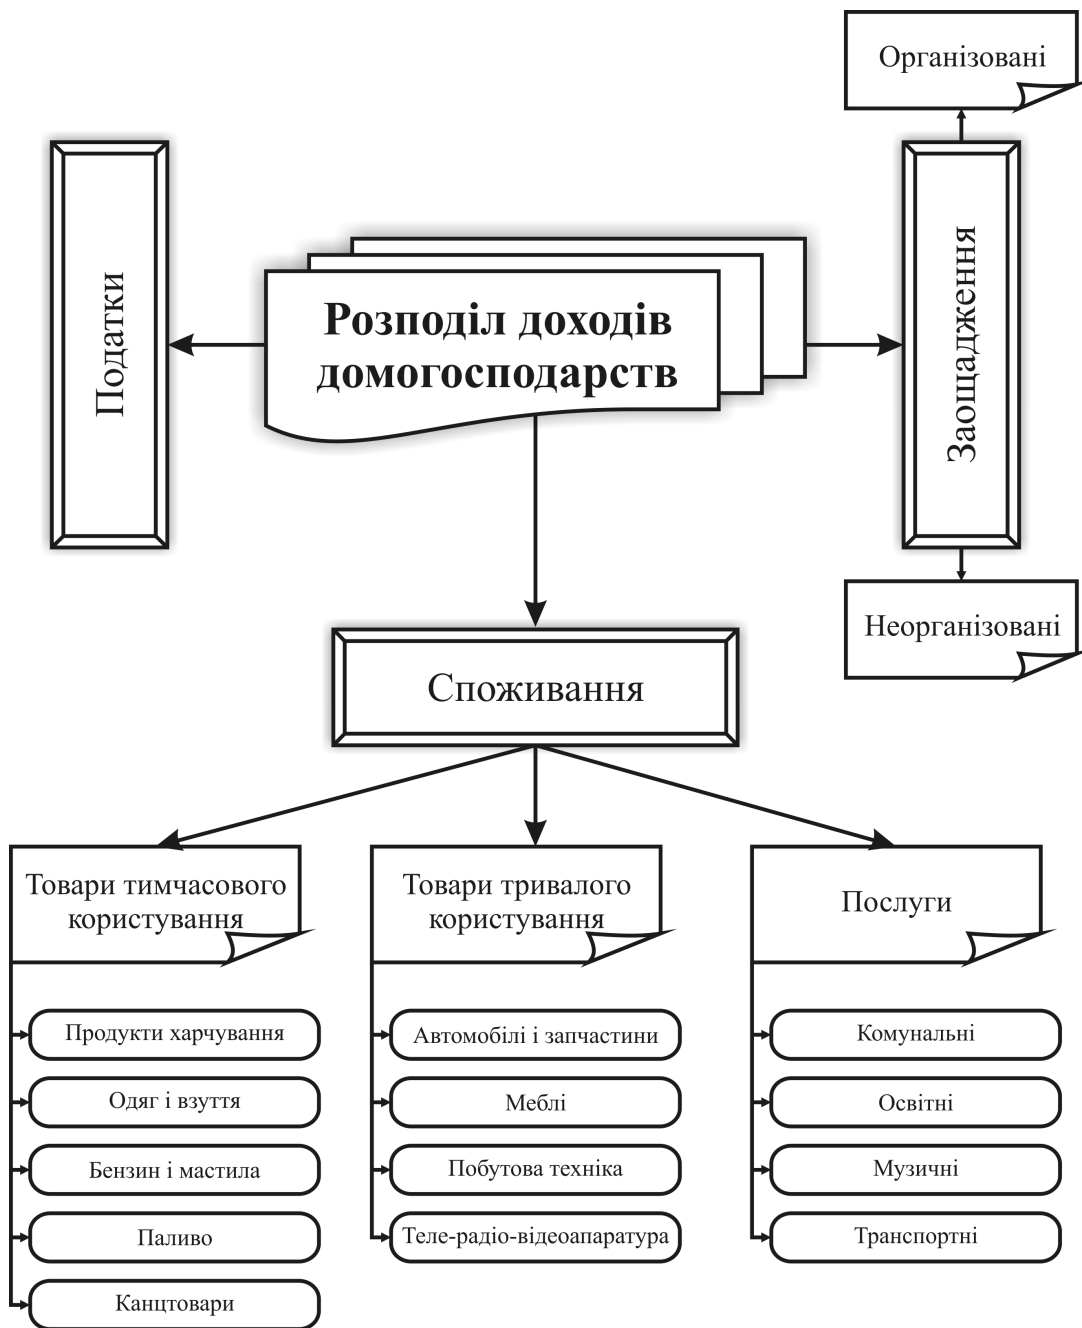 Організовані
Податки
Розподіл доходів
домогосподарств
Заощадження
Неорганізовані
Споживання
Товари тимчасового
користування
Товари тривалого
користування
Послуги
Продукти харчування
Одяг і взуття
Бензин і мастила
Паливо
Канцтовари
Автомобілі і запчастини
Меблі
Побутова техніка
Теле-радіо-відеоапаратура
Комунальні
Освітні
Музичні
Транспортні